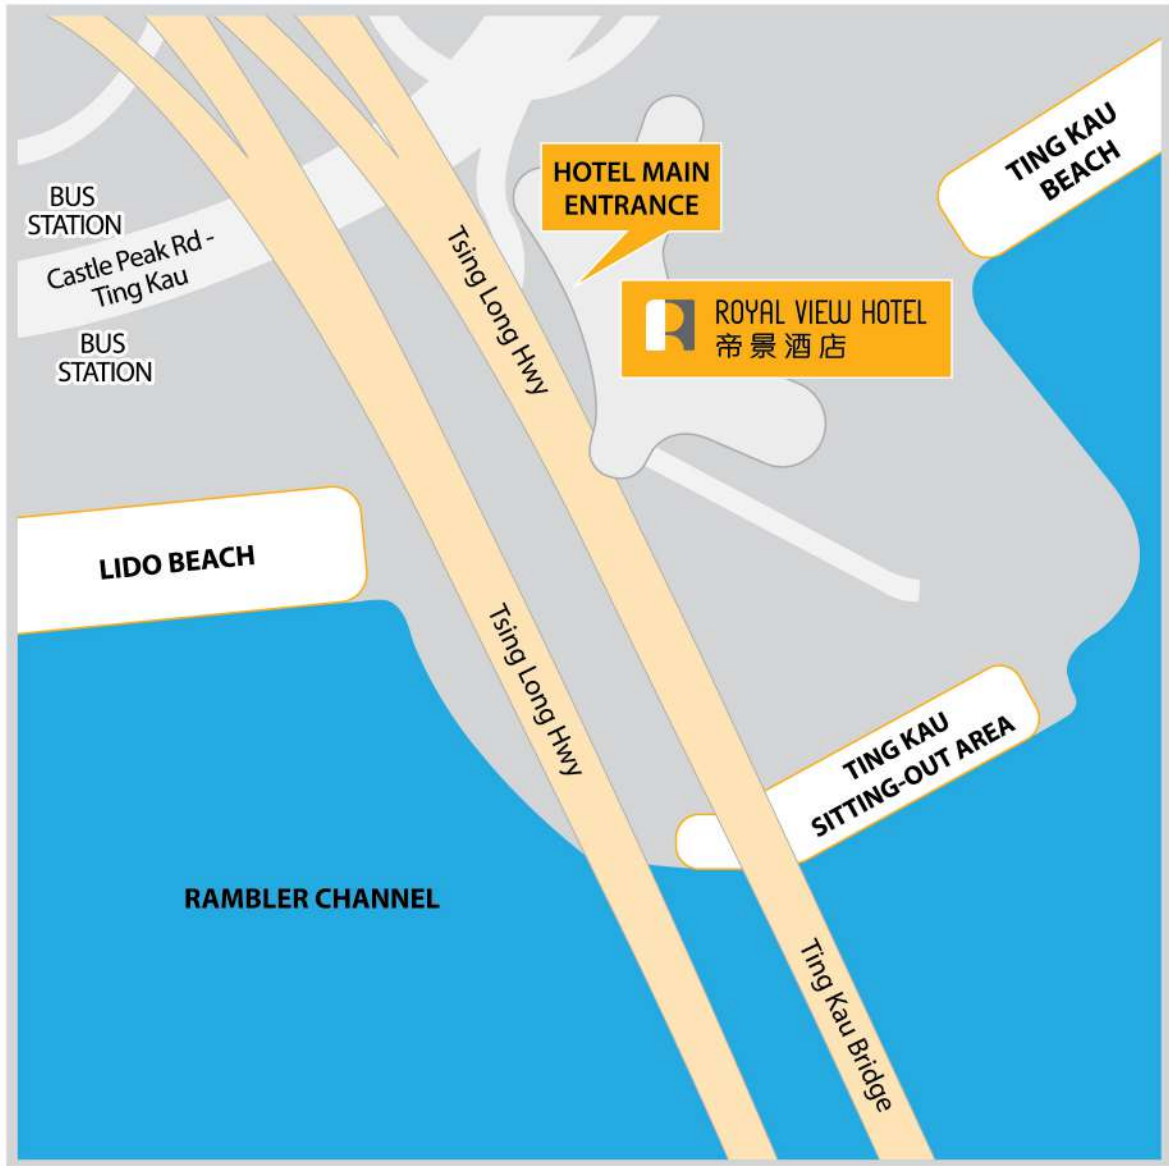 TING KAU
BEACH
HOTEL MAIN
ENTRANCE
BUS
STATION
Castle Peak Rd -
Ting Kau
Tsing Long Hwy
ROYAL VIEW HOTEL
帝景酒店
BUS
STATION
LIDO BEACH
Tsing Long Hwy
TING KAU
SITTING-OUT AREA
RAMBLER CHANNEL
Ting Kau Bridge